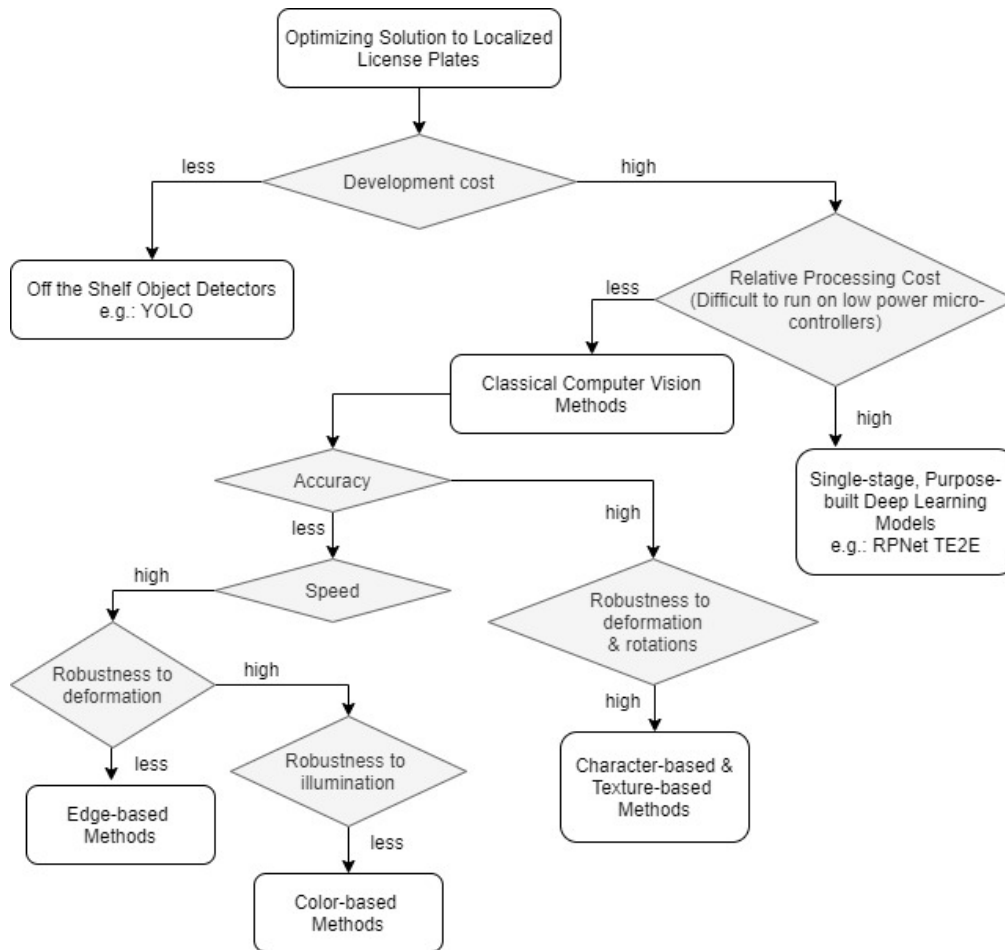 Optimizing Solution to Localized
License Plates
less
Development cost
high
Off the Shelf Object Detectors
e.g.: YOLO
Relative Processing Cost
(Difficult to run on low power micro-
controllers)
less
Classical Computer Vision
Methods
high
Single-stage, Purpose-
built Deep Learning
Models
e.g.: RPNet TE2E
Accuracy
less
high
Speed
high
Robustness to
deformation
& rotations
Robustness to
deformation
high
high
less
Robustness to
illumination
Character-based &
Texture-based
Methods
Edge-based
Methods
less
Color-based
Methods